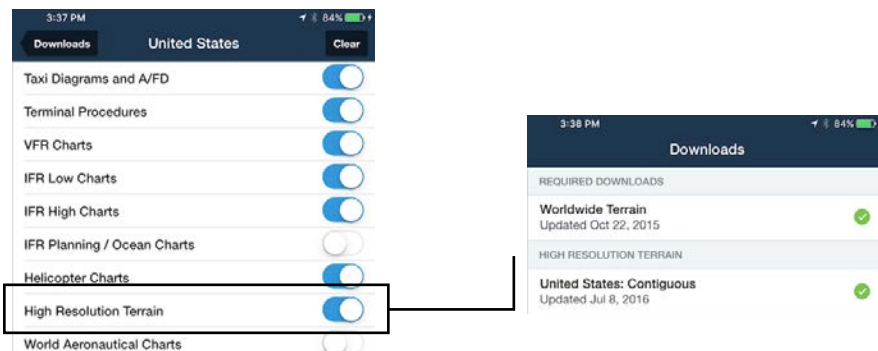 3:37 PM 84%
Downloads United States Clear
Taxi Diagrams and A/FD
Terminal Procedures
VFR Charts
IFR Low Charts
IFR High Charts
IFR Planning / Ocean Charts
Helicopter Charts
High Resolution Terrain
World Aeronautical Charts
3:38 PM 84%
Downloads
REQUIRED DOWNLOADS
Worldwide Terrain
Updated Oct 22, 2015
HIGH RESOLUTION TERRAIN
United States: Contiguous
Updated Jul 8, 2016